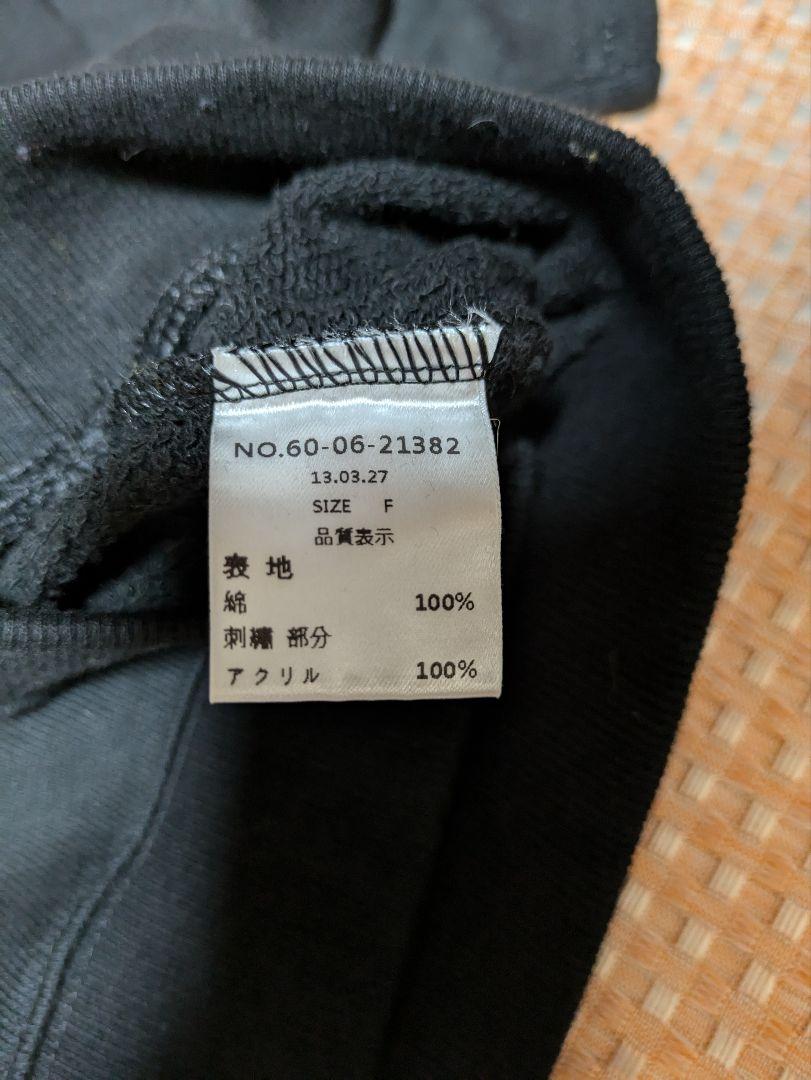 NO.60-06-21382
13.03.27
SIZE F
品質表示
表 地
綿 100%
刺繍 部分
アクリル 100%